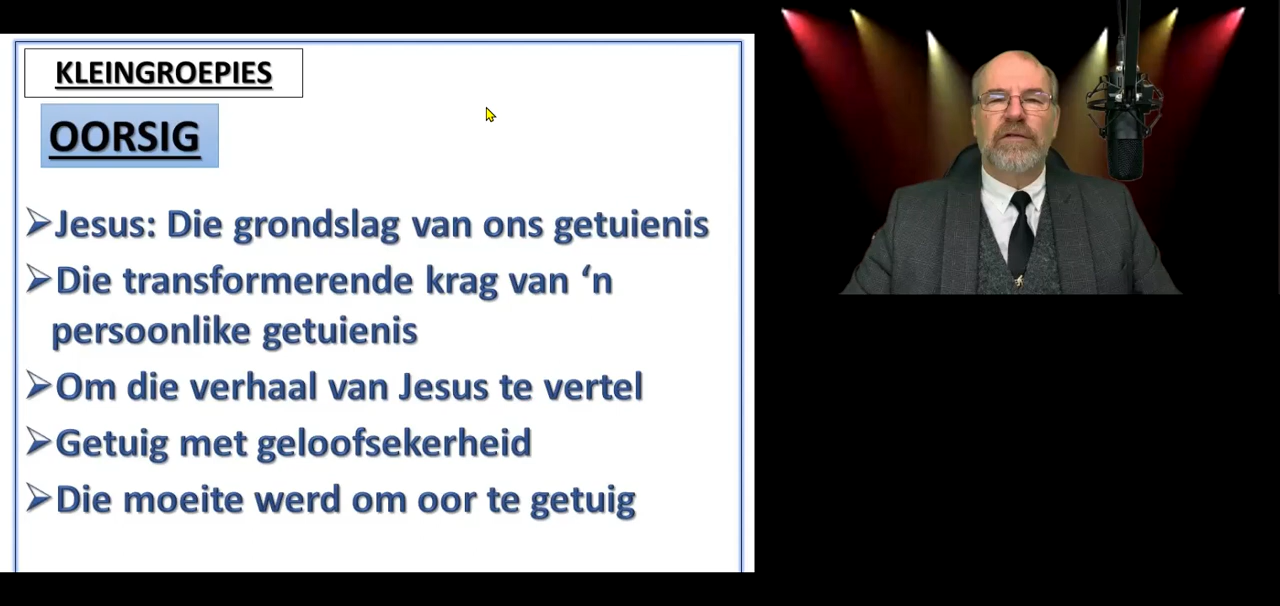 KLEINGROEPIES
OORSIG
Jesus: Die grondslag van ons getuienis
Die transformerende krag van ‘n
persoonlike getuienis
Om die verhaal van Jesus te vertel
Getuig met geloofsekerheid
Die moeite werd om oor te getuig